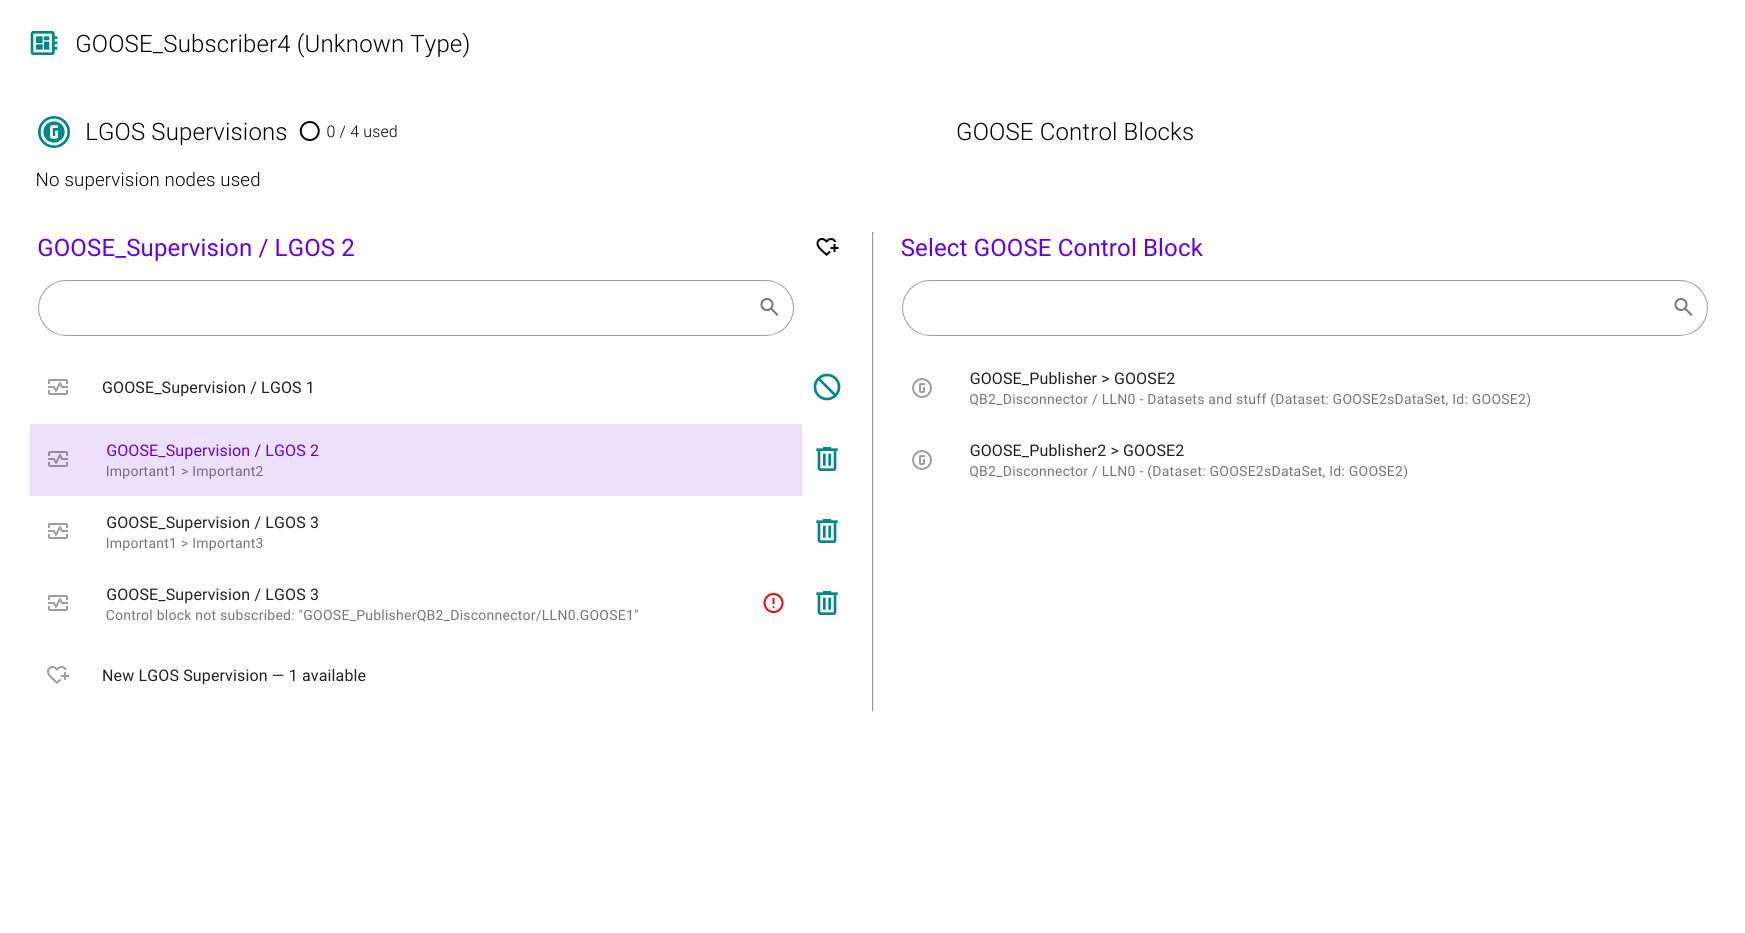 GOOSE_Subscriber4 (Unknown Type)
LGOS Supervisions 0 / 4 used
No supervision nodes used
GOOSE_Supervision / LGOS 2
GOOSE_Supervision / LGOS 1
GOOSE_Supervision / LGOS 2
Important1 > Important2
GOOSE_Supervision / LGOS 3
Important1 > Important3
GOOSE_Supervision / LGOS 3
Control block not subscribed: "GOOSE_PublisherQB2_Disconnector/LLN0.GOOSE1"
New LGOS Supervision — 1 available
GOOSE Control Blocks
Select GOOSE Control Block
GOOSE_Publisher > GOOSE2
QB2_Disconnector / LLN0 - Datasets and stuff (Dataset: GOOSE2sDataSet, Id: GOOSE2)
GOOSE_Publisher2 > GOOSE2
QB2_Disconnector / LLN0 - (Dataset: GOOSE2sDataSet, Id: GOOSE2)